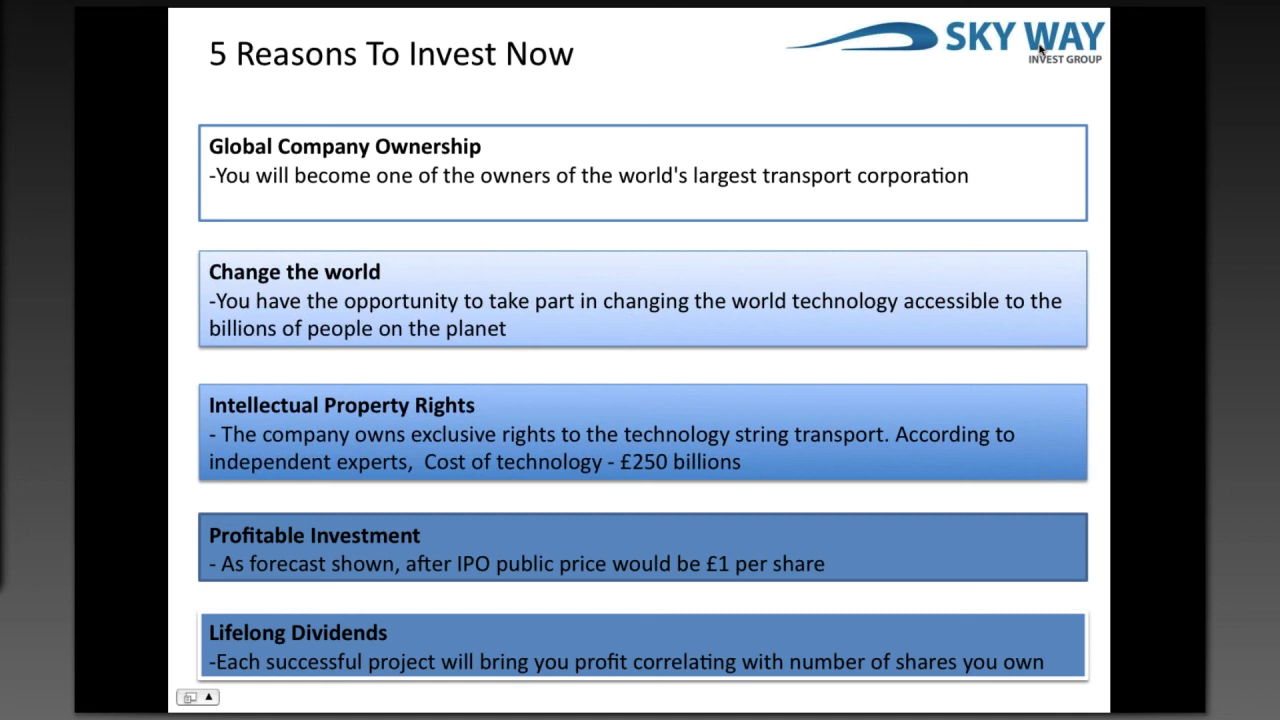 5 Reasons To Invest Now
SKY WAY
INVEST GROUP
Global Company Ownership
-You will become one of the owners of the world's largest transport corporation
Change the world
-You have the opportunity to take part in changing the world technology accessible to the
billions of people on the planet
Intellectual Property Rights
- The company owns exclusive rights to the technology string transport. According to
independent experts,  Cost of technology - £250 billions
Profitable Investment
- As forecast shown, after IPO public price would be £1 per share
Lifelong Dividends
-Each successful project will bring you profit correlating with number of shares you own